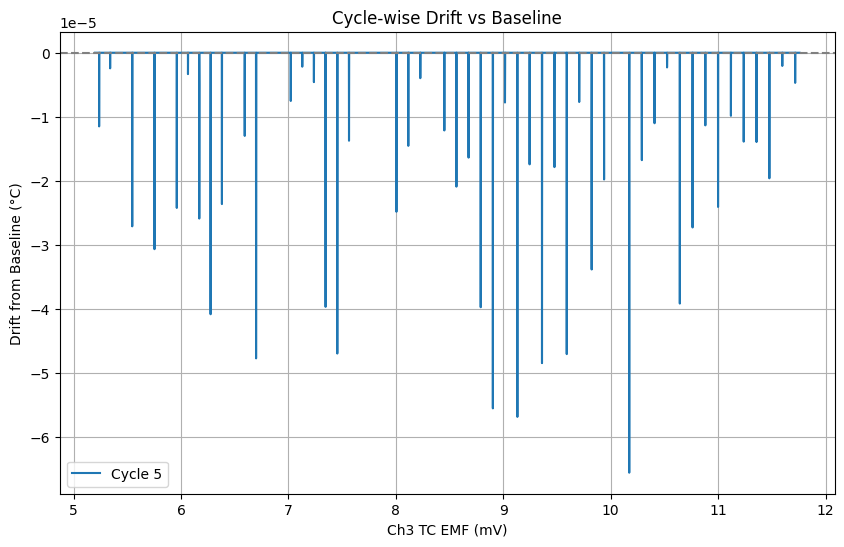 Cycle-wise Drift vs Baseline
1e−5
0
−1
−2
−3
−4
−5
−6
Drift from Baseline (°C)
Cycle 5
5 6 7 8 9 10 11 12
Ch3 TC EMF (mV)